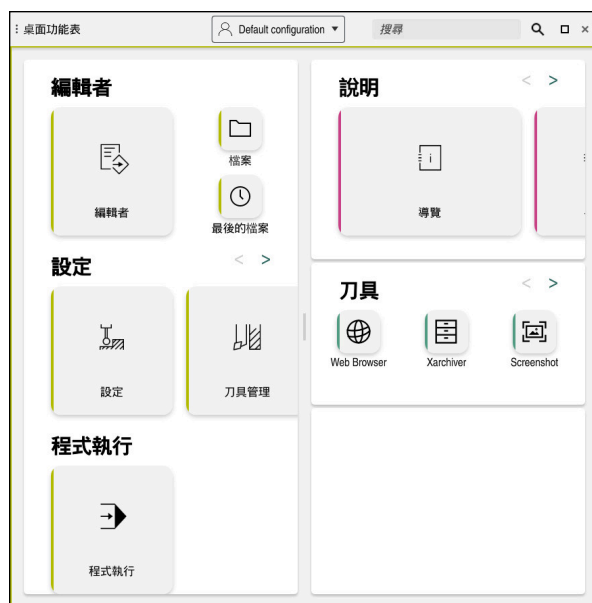 桌面功能表
Default configuration
搜尋
編輯者
編輯者
檔案
最後的檔案
設定
設定
刀具管理
程式執行
程式執行
說明
導覽
刀具
Web Browser
Xarchiver
Screenshot